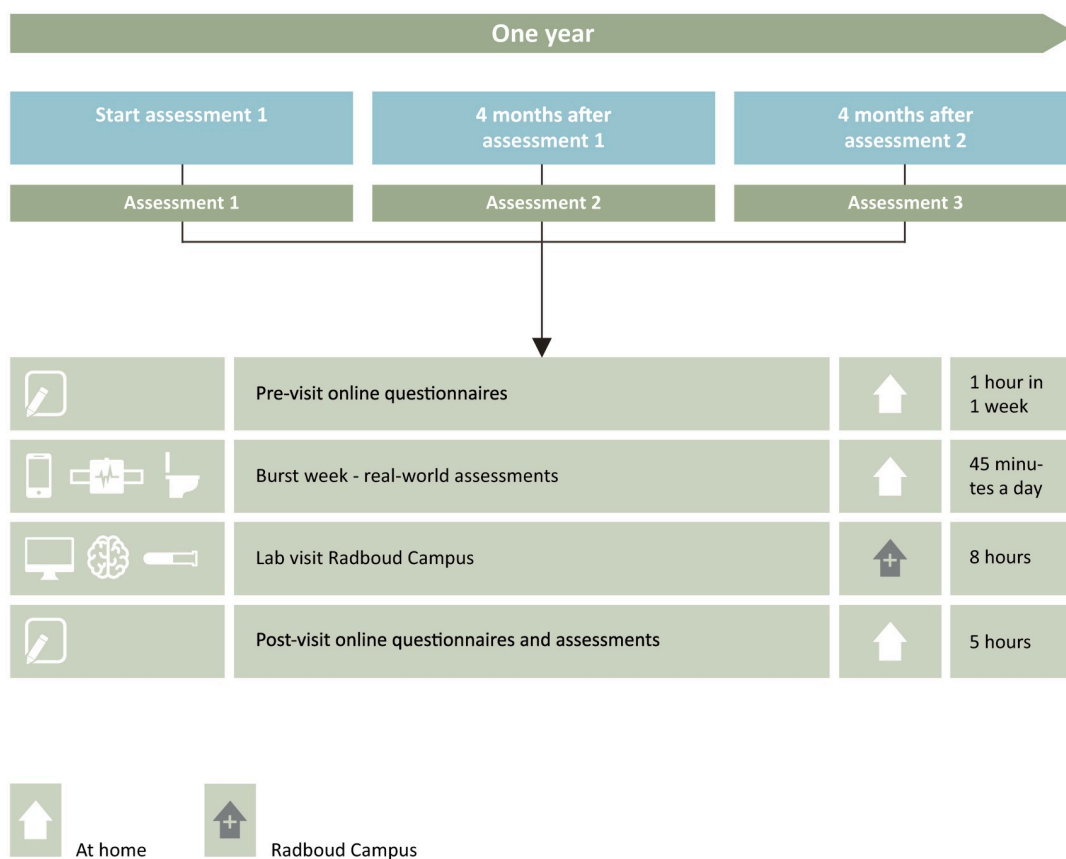 One year
Start assessment 1
4 months after
assessment 1
4 months after
assessment 2
Assessment 1
Assessment 2
Assessment 3
Pre-visit online questionnaires
1 hour in
1 week
Burst week - real-world assessments
45 minu-
tes a day
Lab visit Radboud Campus
8 hours
Post-visit online questionnaires and assessments
5 hours
At home
Radboud Campus